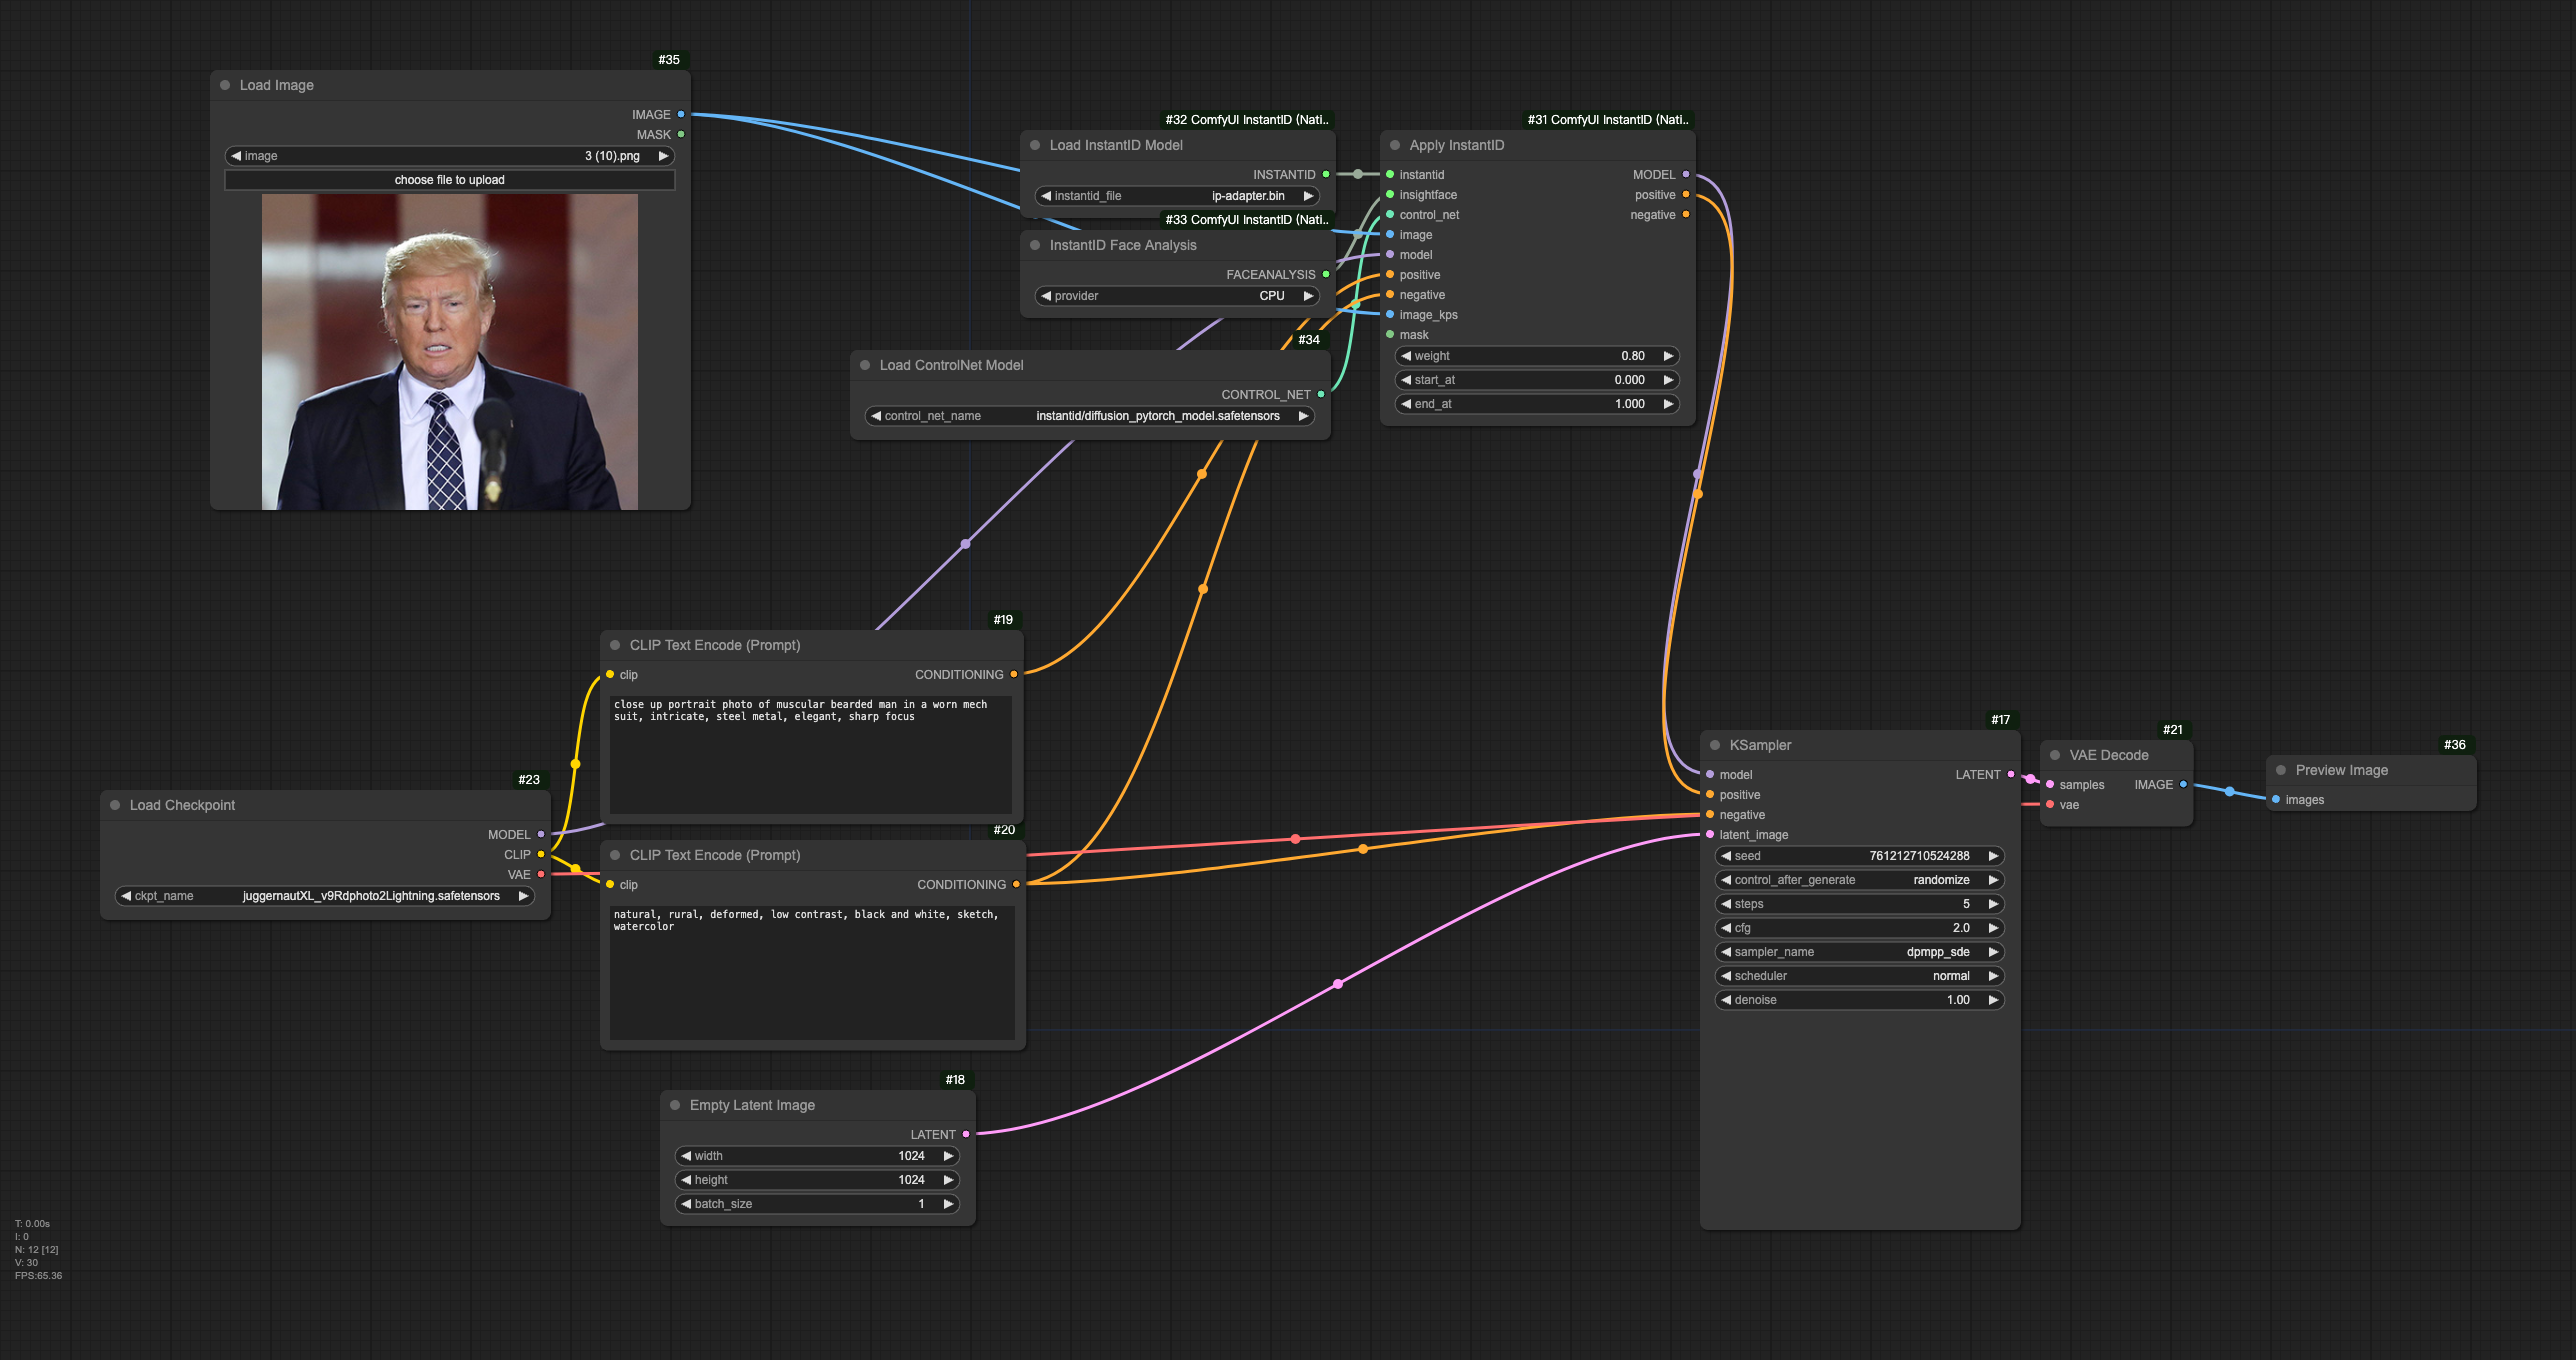 #35
Load Image
IMAGE
MASK
image 3 (10).png
choose file to upload
#32 ComfyUI InstantID (Nati..
Load InstantID Model
INSTANTID
instantid_file ip-adapter.bin
#33 ComfyUI InstantID (Nati..
InstantID Face Analysis
FACEANALYSIS
provider CPU
#34
Load ControlNet Model
CONTROL_NET
control_net_name instantid/diffusion_pytorch_model.safetensors
#31 ComfyUI InstantID (Nati..
Apply InstantID
instantid MODEL
insightface positive
control_net negative
image
model
positive
negative
image_kps
mask
weight 0.80
start_at 0.000
end_at 1.000
#19
CLIP Text Encode (Prompt)
clip CONDITIONING
close up portrait photo of muscular bearded man in a worn mech
suit, intricate, steel metal, elegant, sharp focus
#23
Load Checkpoint
MODEL
CLIP
VAE
ckpt_name juggernautXL_v9Rdphoto2Lightning.safetensors
#20
CLIP Text Encode (Prompt)
clip CONDITIONING
natural, rural, deformed, low contrast, black and white, sketch,
watercolor
#18
Empty Latent Image
LATENT
width 1024
height 1024
batch_size 1
#17
KSampler
model LATENT
positive
negative
latent_image
seed 761212710524288
control_after_generate randomize
steps 5
cfg 2.0
sampler_name dpmpp_sde
scheduler normal
denoise 1.00
#21
VAE Decode
samples IMAGE
vae
#36
Preview Image
images
T: 0.00s
I: 0
N: 12 [12]
V: 30
FPS:65.36